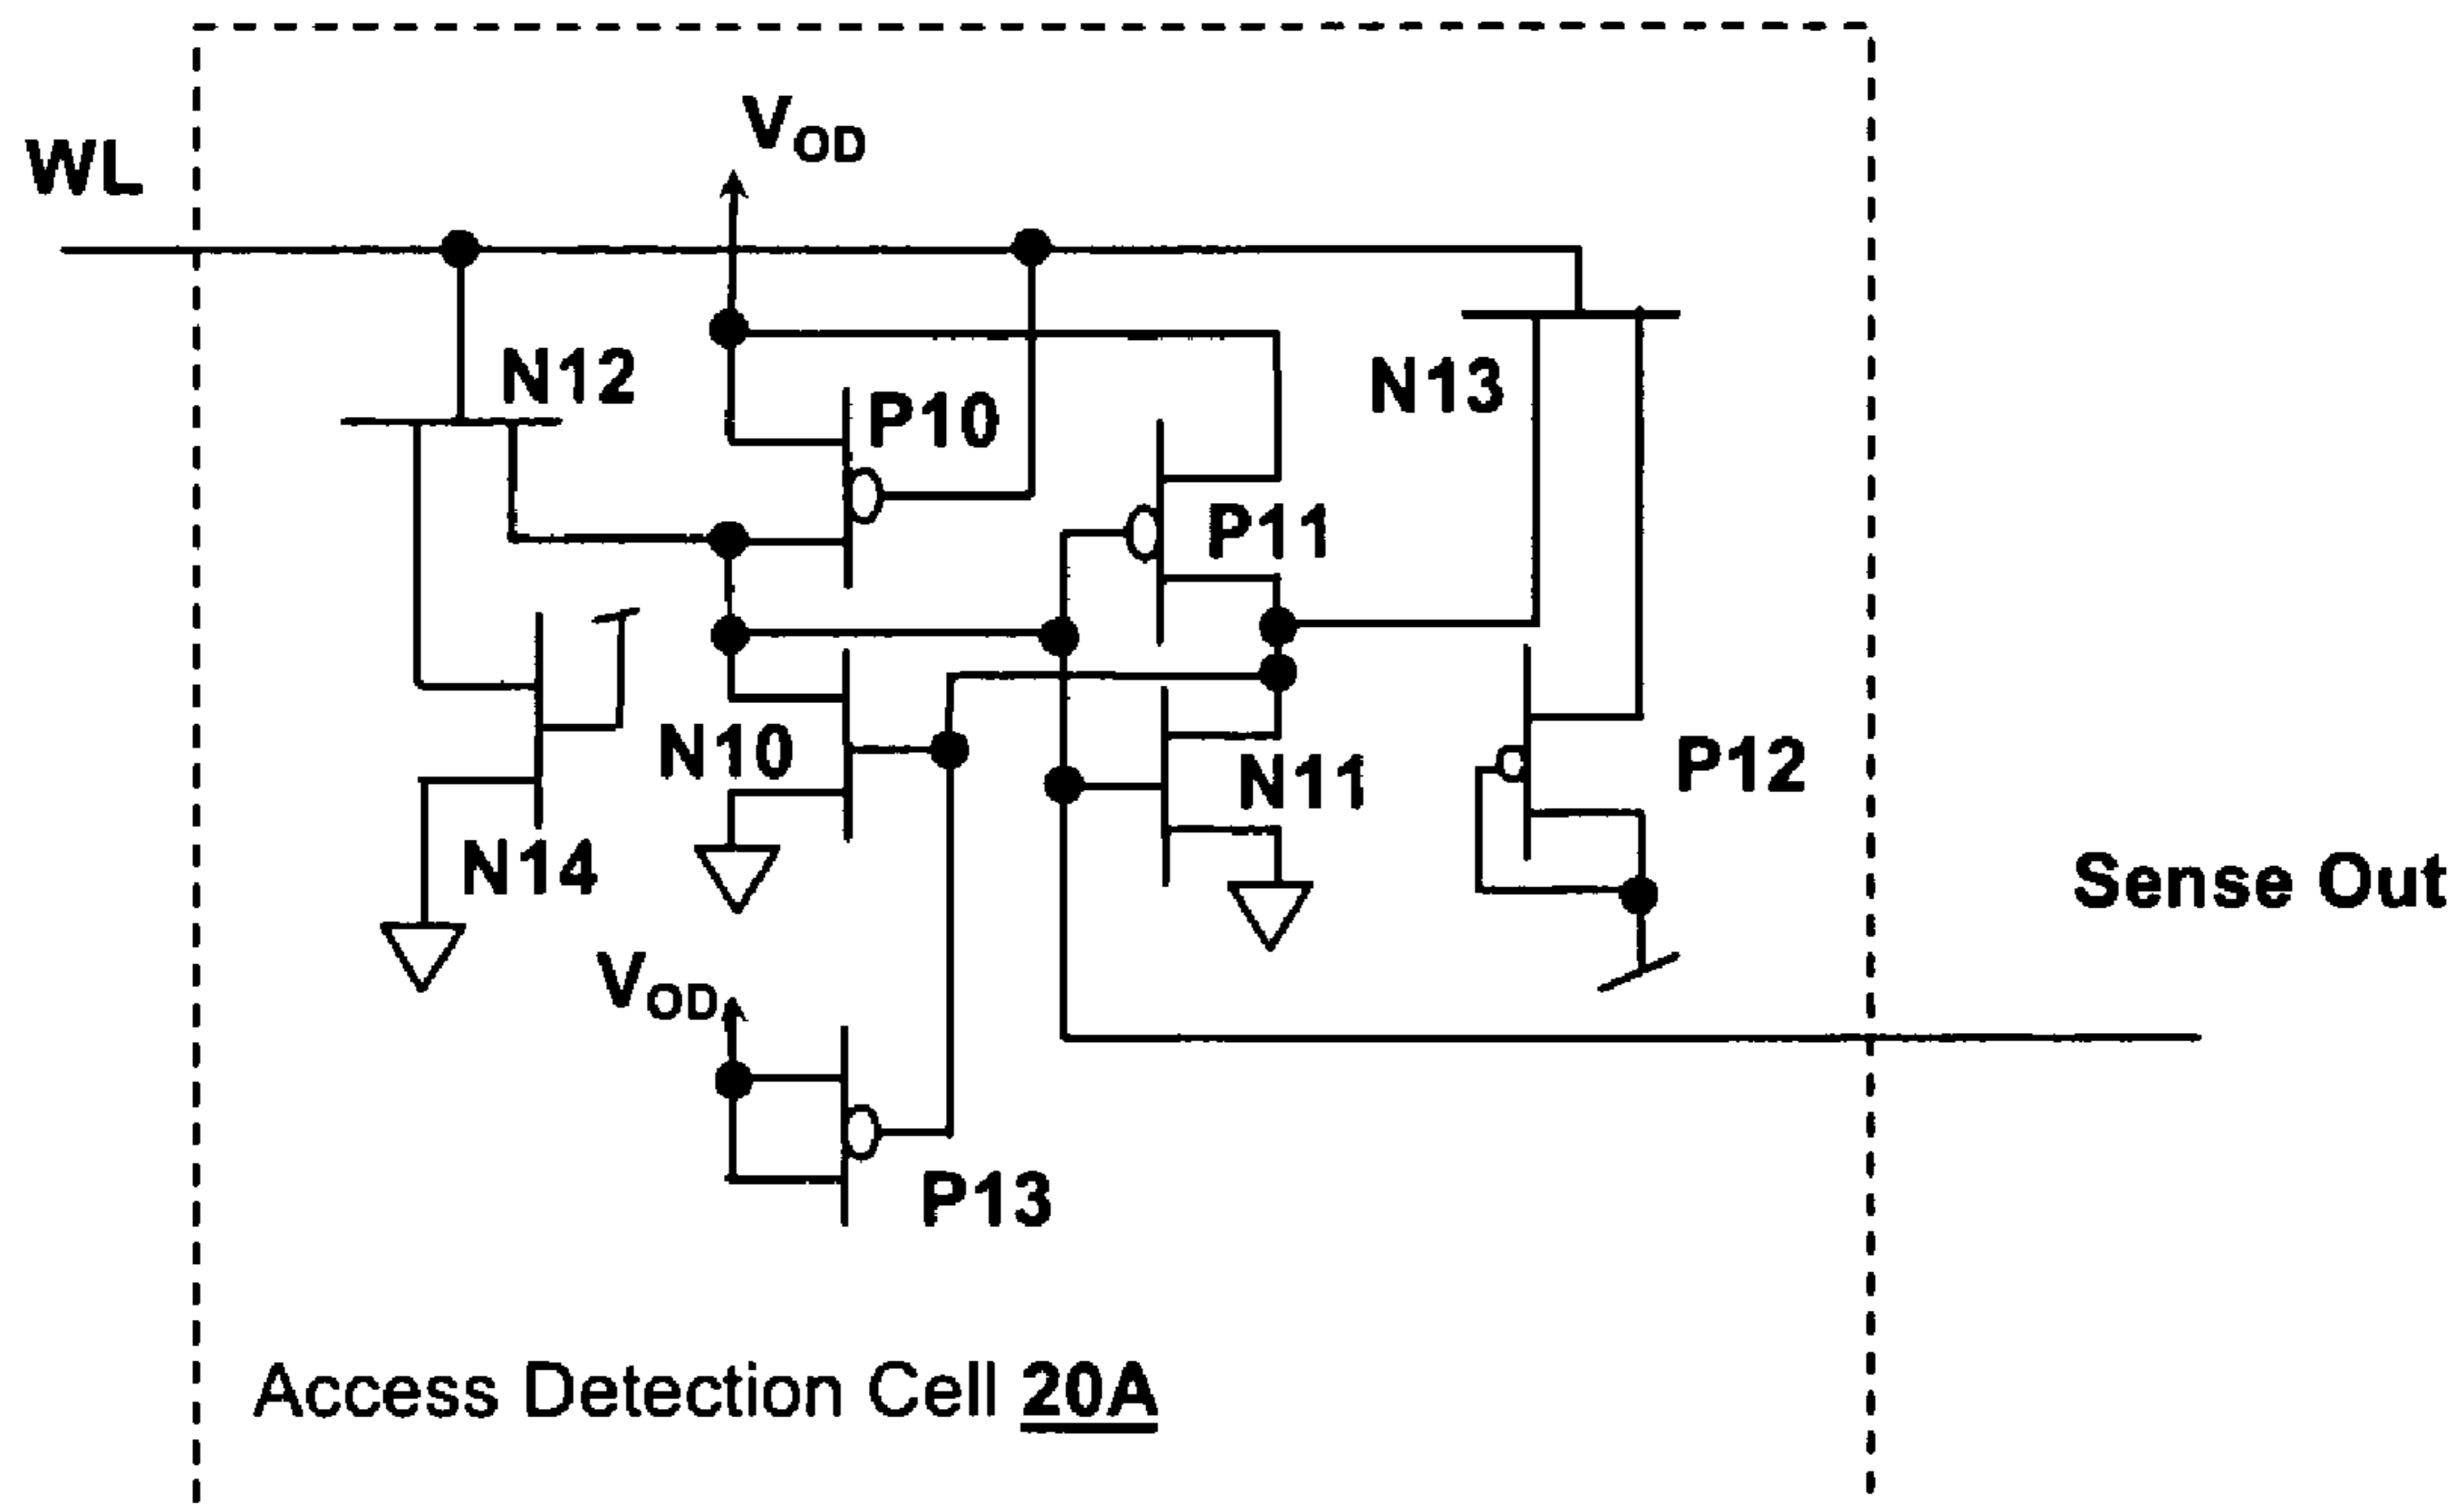 VOD
WL
N12
P10
N13
P11
N10
N11
P12
N14
Sense Out
VOD
P13
Access Detection Cell 20A